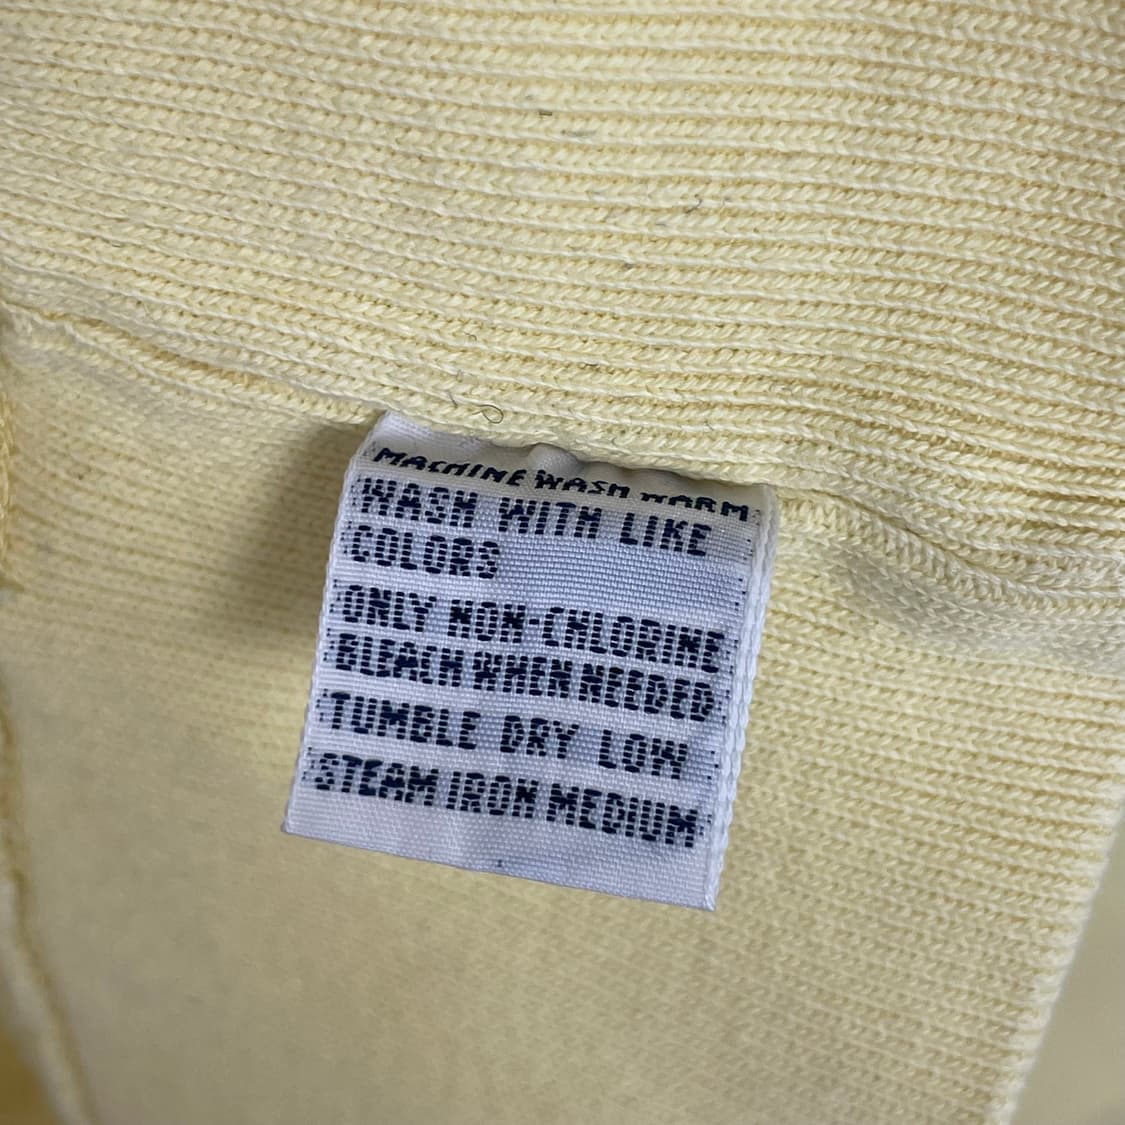 MACHINE WASH WARM
WASH WITH LIKE
COLORS
ONLY NON-CHLORINE
BLEACH WHEN NEEDED
TUMBLE DRY LOW
STEAM IRON MEDIUM